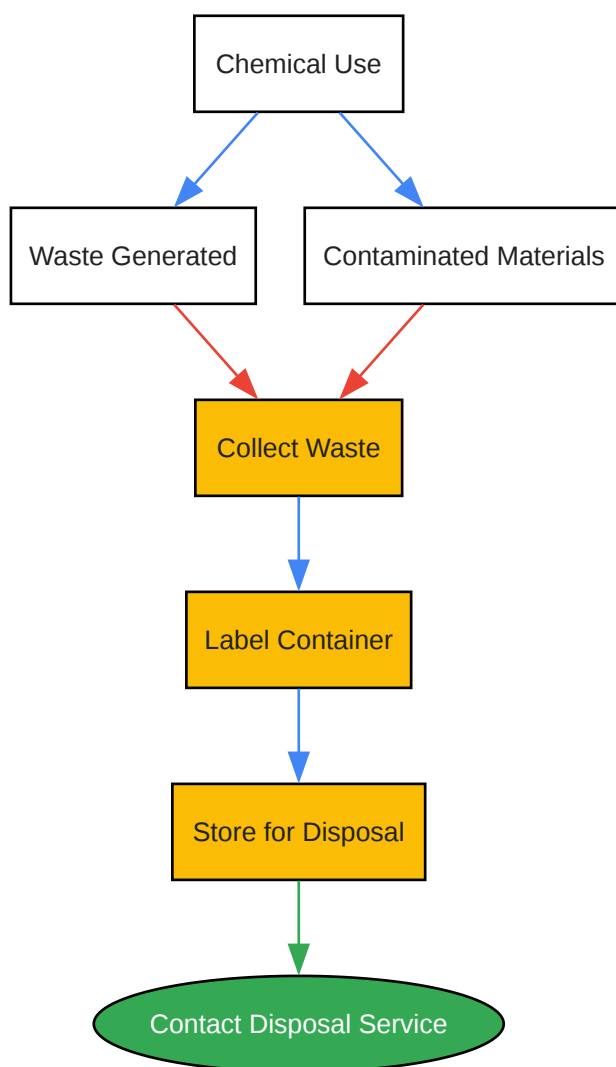 Chemical Use
Waste Generated
Contaminated Materials
Collect Waste
Label Container
Store for Disposal
Contact Disposal Service